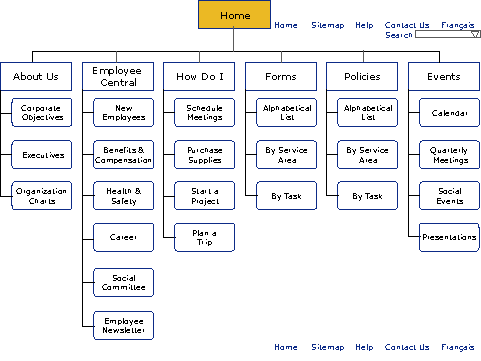 Home
Home Sitemap Help Contact Us Français
Search
About Us
Employee
Central
How Do I
Forms
Policies
Events
Corporate
Objectives
Executives
Organization
Charts
New
Employees
Benefits &
Compensation
Health &
Safety
Career
Social
Committee
Employee
Newsletter
Schedule
Meetings
Purchase
Supplies
Start a
Project
Plan a
Trip
Alphabetical
List
By Service
Area
By Task
Alphabetical
List
By Service
Area
By Task
Calendar
Quarterly
Meetings
Social
Events
Presentations
Home Sitemap Help Contact Us Français